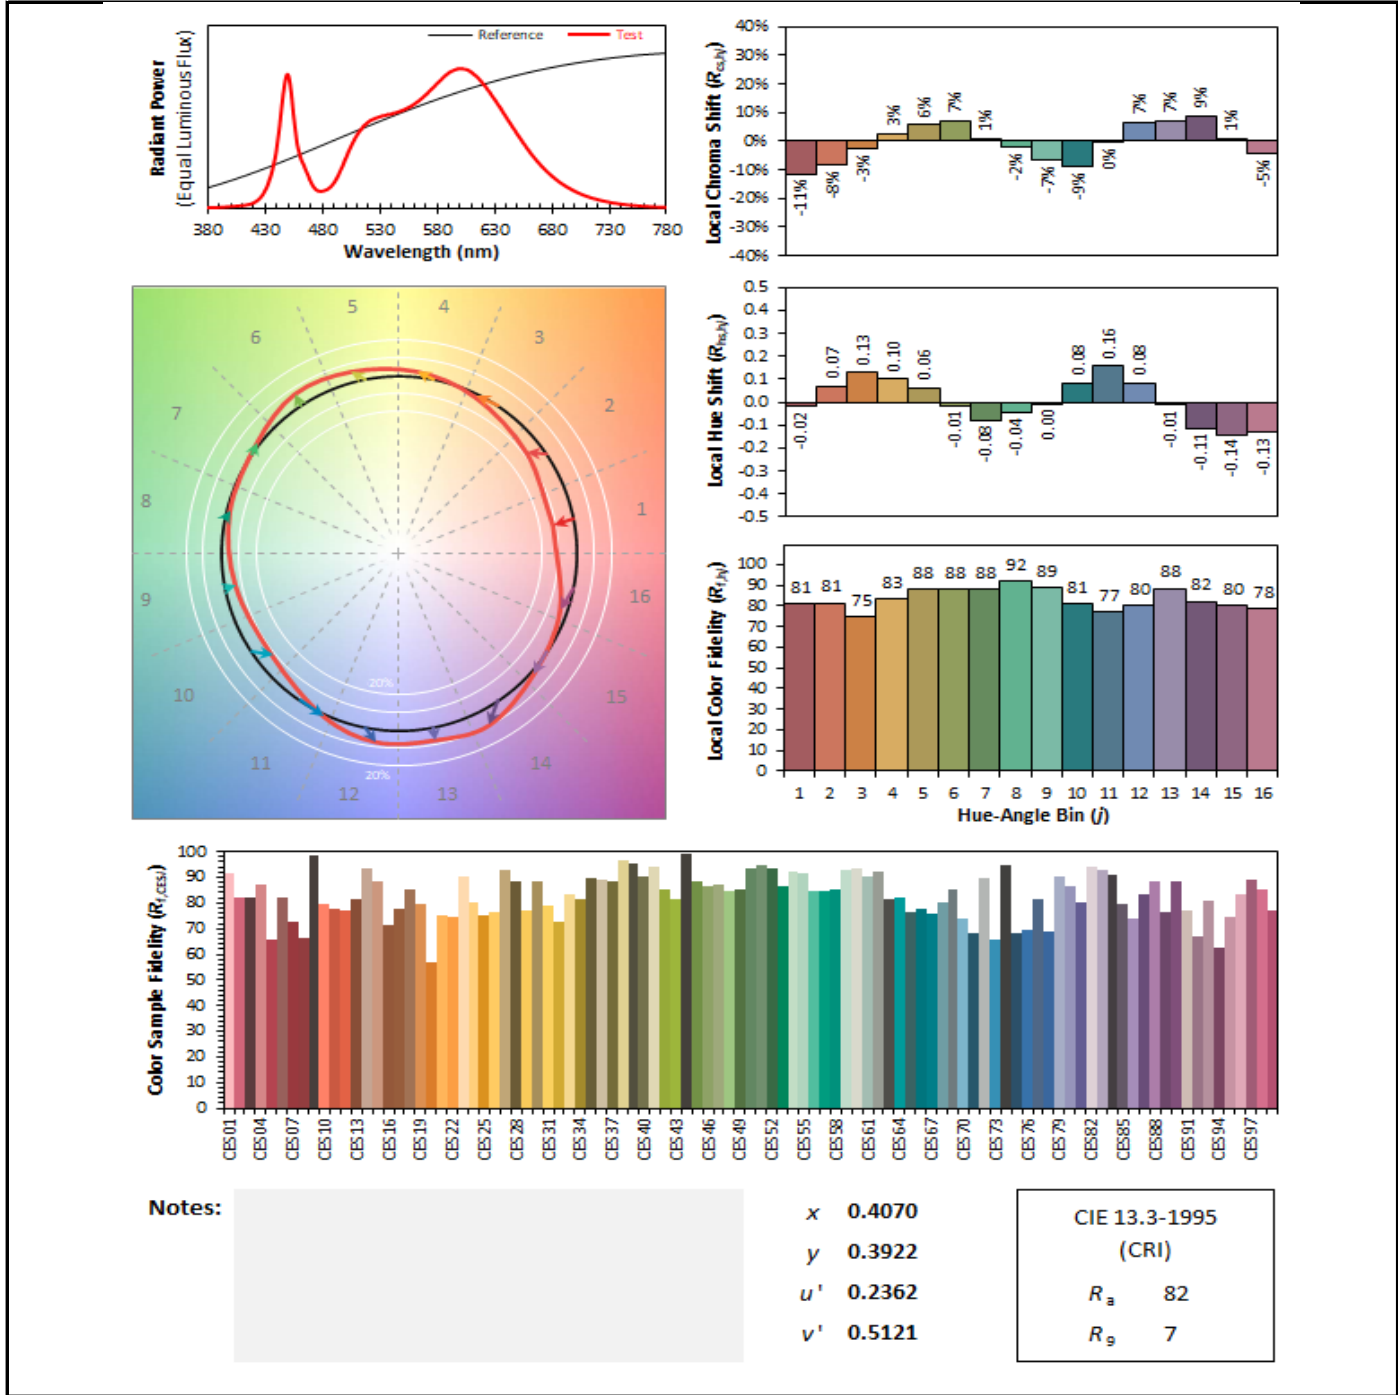 Radiant Power
(Equal Luminous Flux)
Reference
Test
380 430 480 530 580 630 680 730 780
Wavelength (nm)
Local Chroma Shift (Rcs,hj)
40%
30%
20%
10%
0%
-10%
-20%
-30%
-40%
-11% -8% -3% 3% 6% 7% 1% -2% -7% -9% 0% 7% 7% 9% 1% -5%
5 4
6 3
7 2
8 1
9 16
10 15
11 14
12 13
20%
20%
Local Hue Shift (Rhs,hj)
0.5
0.4
0.3
0.2
0.1
0.0
-0.1
-0.2
-0.3
-0.4
-0.5
-0.02 0.07 0.13 0.10 0.06 -0.01 -0.08 -0.04 0.00 0.08 0.16 0.08 -0.01 -0.11 -0.14 -0.13
Local Color Fidelity (Rf,hj)
100
90
80
70
60
50
40
30
20
10
0
81 81 75 83 88 88 88 92 89 81 77 80 88 82 80 78
1 2 3 4 5 6 7 8 9 10 11 12 13 14 15 16
Hue-Angle Bin (j)
Color Sample Fidelity (Rf,CESi)
100
90
80
70
60
50
40
30
20
10
0
CES01 CES04 CES07 CES10 CES13 CES16 CES19 CES22 CES25 CES28 CES31 CES34 CES37 CES40 CES43 CES46 CES49 CES52 CES55 CES58 CES61 CES64 CES67 CES70 CES73 CES76 CES79 CES82 CES85 CES88 CES91 CES94 CES97
Notes:
x 0.4070
y 0.3922
u' 0.2362
v' 0.5121
CIE 13.3-1995
(CRI)
Ra 82
R9 7